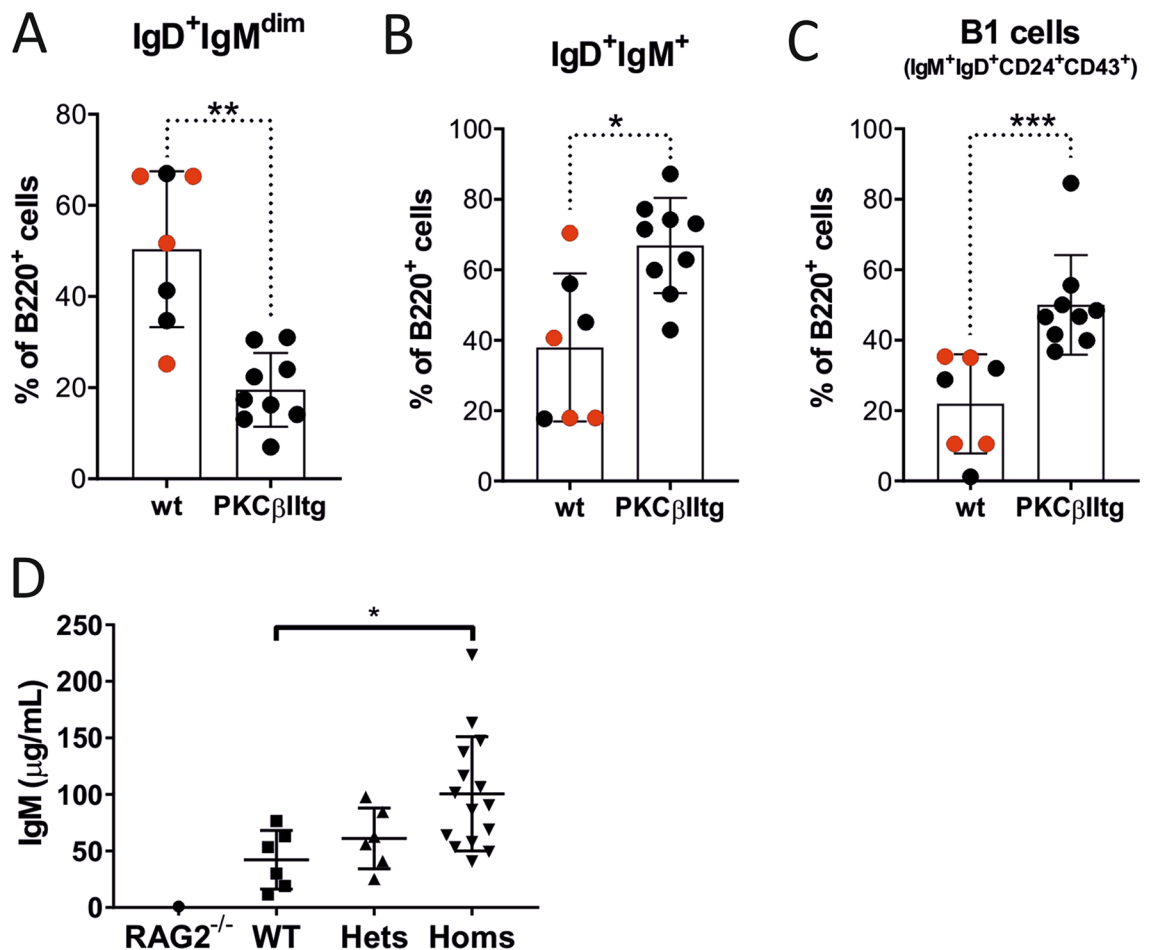 A
IgD⁺IgMᵈⁱᵐ
% of B220⁺ cells
80
60
40
20
0
**
wt
PKCβIItg
B
IgD⁺IgM⁺
% of B220⁺ cells
100
80
60
40
20
0
*
wt
PKCβIItg
C
B1 cells
(IgM⁺IgD⁺CD24⁺CD43⁺)
% of B220⁺ cells
100
80
60
40
20
0
***
wt
PKCβIItg
D
IgM (μg/mL)
250
200
150
100
50
0
*
RAG2⁻/⁻
WT
Hets
Homs